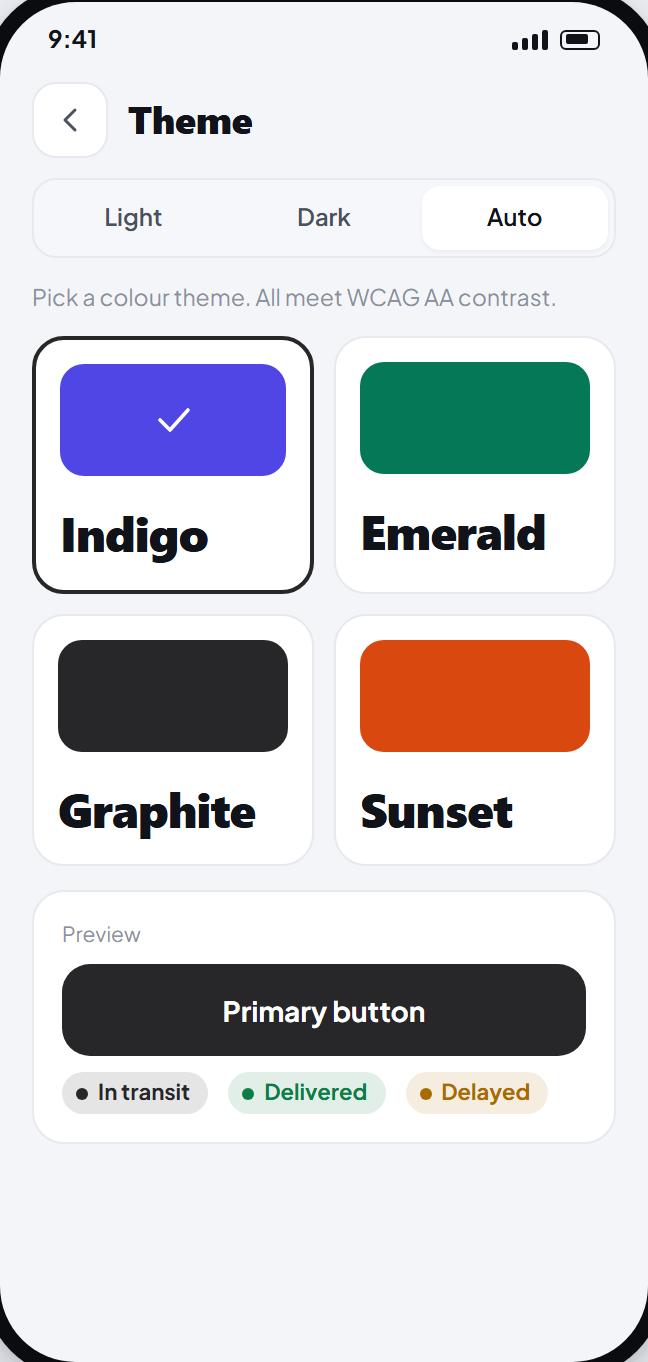 9:41
Theme
Light Dark Auto
Pick a colour theme. All meet WCAG AA contrast.
Indigo Emerald
Graphite Sunset
Preview
Primary button
In transit Delivered Delayed